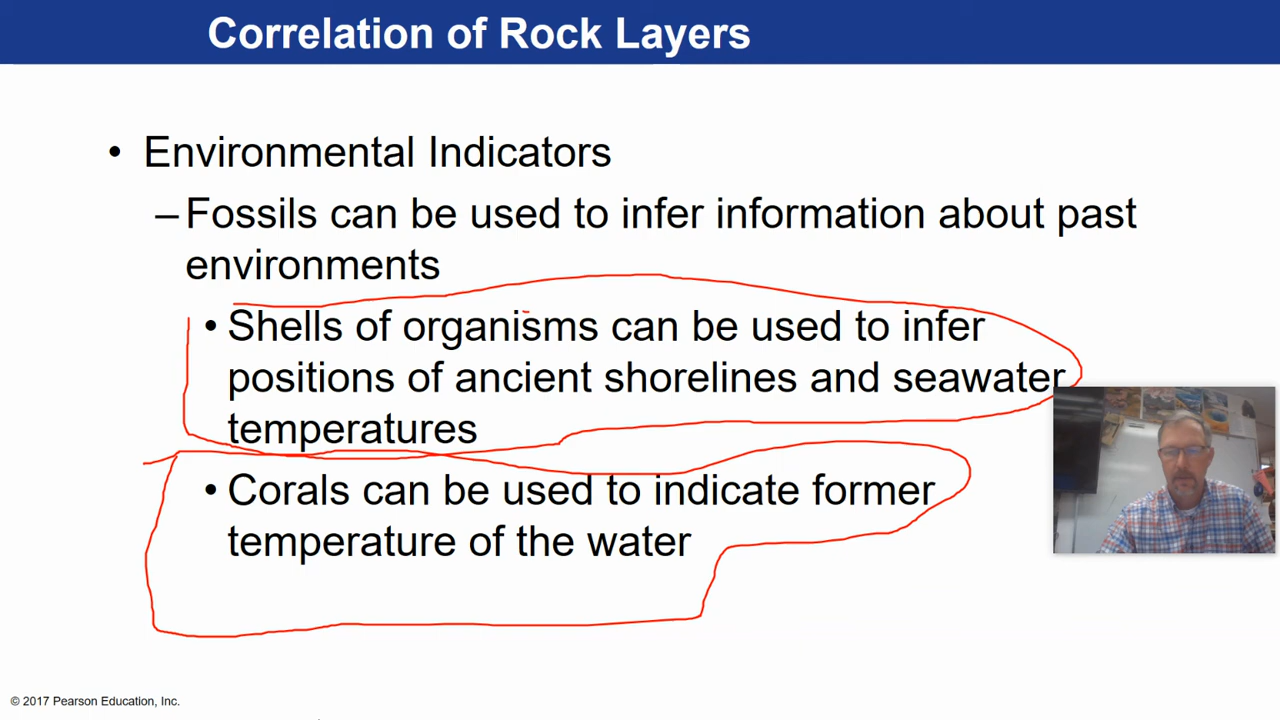 Correlation of Rock Layers
• Environmental Indicators
– Fossils can be used to infer information about past
environments
• Shells of organisms can be used to infer
positions of ancient shorelines and seawater
temperatures
• Corals can be used to indicate former
temperature of the water
© 2017 Pearson Education, Inc.